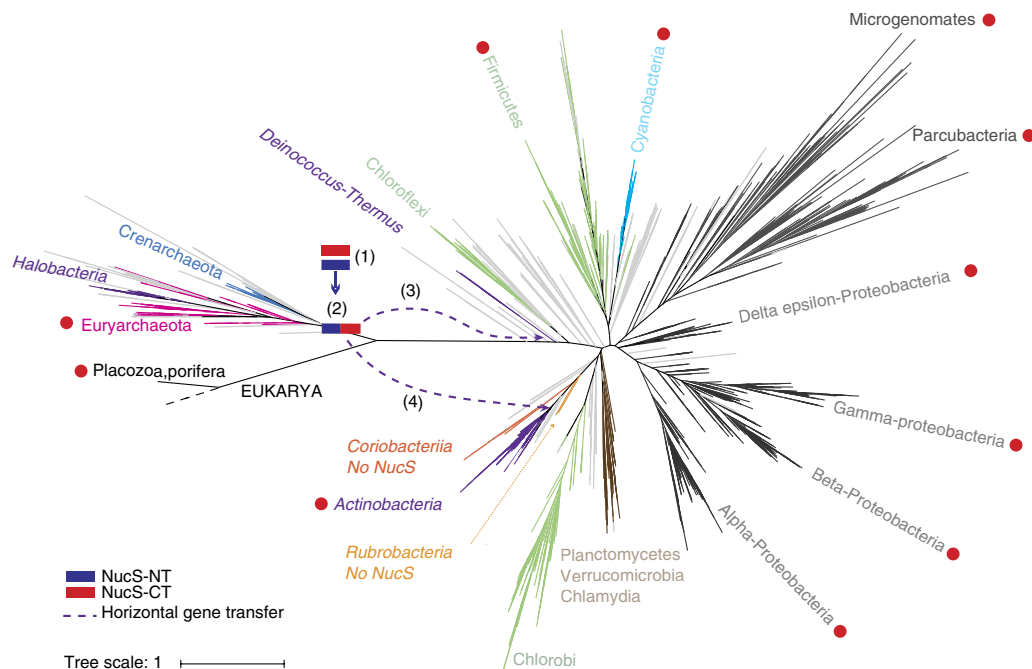 Microgenomates
Firmicutes
Cyanobacteria
Parcubacteria
Deinococcus-Thermus
Chloroflexi
Crenarchaeota
(1)
Halobacteria
(2)
(3)
Euryarchaeota
Delta epsilon-Proteobacteria
Placozoa,porifera
EUKARYA
(4)
Gamma-proteobacteria
Coriobacteriia
No NucS
Actinobacteria
Beta-Proteobacteria
Alpha-Proteobacteria
Rubrobacteria
No NucS
Planctomycetes
Verrucomicrobia
Chlamydia
NucS-NT
NucS-CT
Horizontal gene transfer
Tree scale: 1
Chlorobi